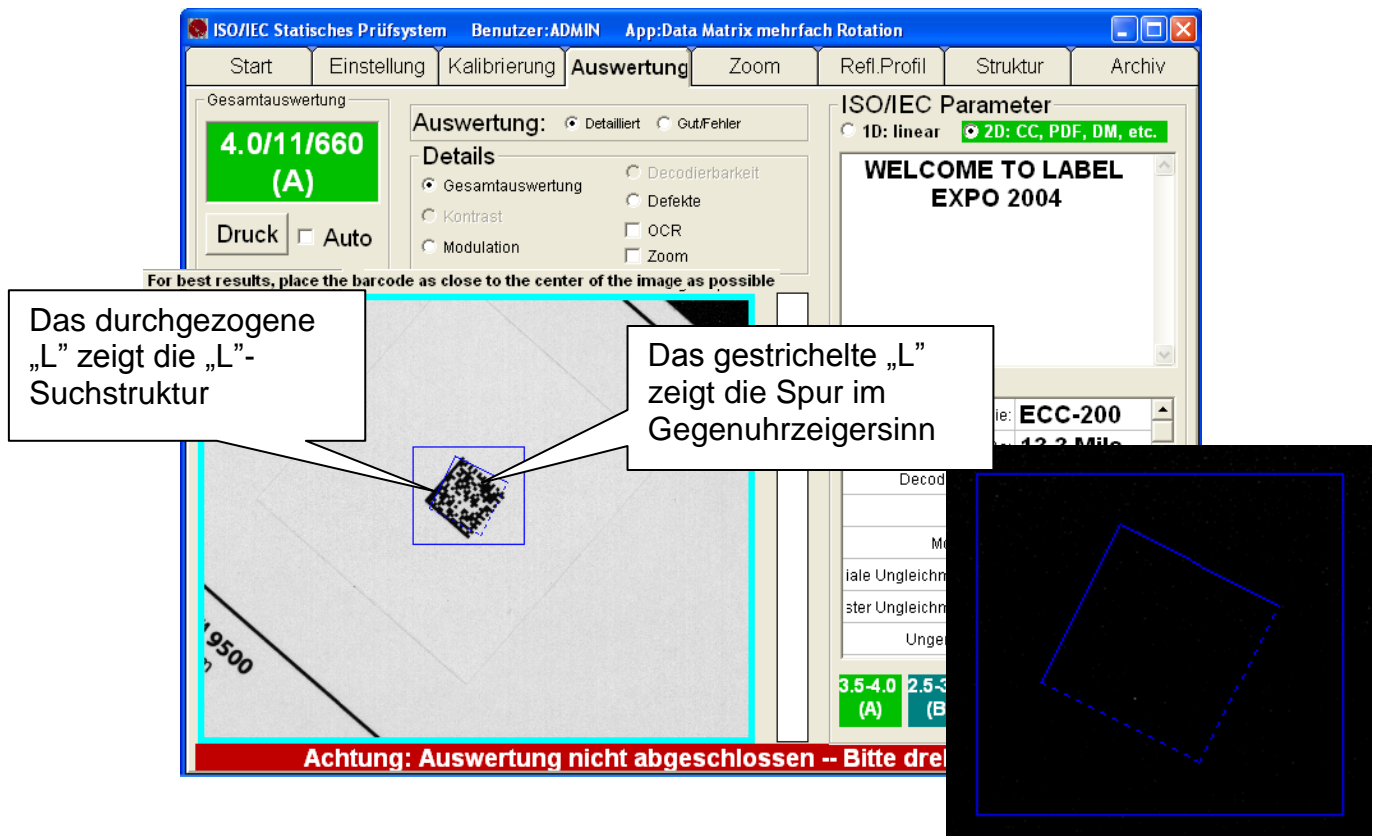 ISO/IEC Statisches Prüfsystem Benutzer:ADMIN App:Data Matrix mehrfach Rotation
Start Einstellung Kalibrierung Auswertung Zoom Refl.Profil Struktur Archiv
Gesamtauswertung
4.0/11/660
(A)
Druck Auto
Auswertung: Detailliert Gut/Fehler
Details
Gesamtauswertung
Kontrast
Modulation
Decodierbarkeit
Defekte
OCR
Zoom
ISO/IEC Parameter
1D: linear 2D: CC, PDF, DM, etc.
WELCOME TO LABEL
EXPO 2004
For best results, place the barcode as close to the center of the image as possible
Das durchgezogene
„L” zeigt die „L”-
Suchstruktur
Das gestrichelte „L”
zeigt die Spur im
Gegenuhrzeigersinn
9500
ie: ECC-200
Decod
Mo
iale Ungleichm
ster Ungleichm
Unge
3.5-4.0
(A)
2.5-3
(B
Achtung: Auswertung nicht abgeschlossen -- Bitte dre